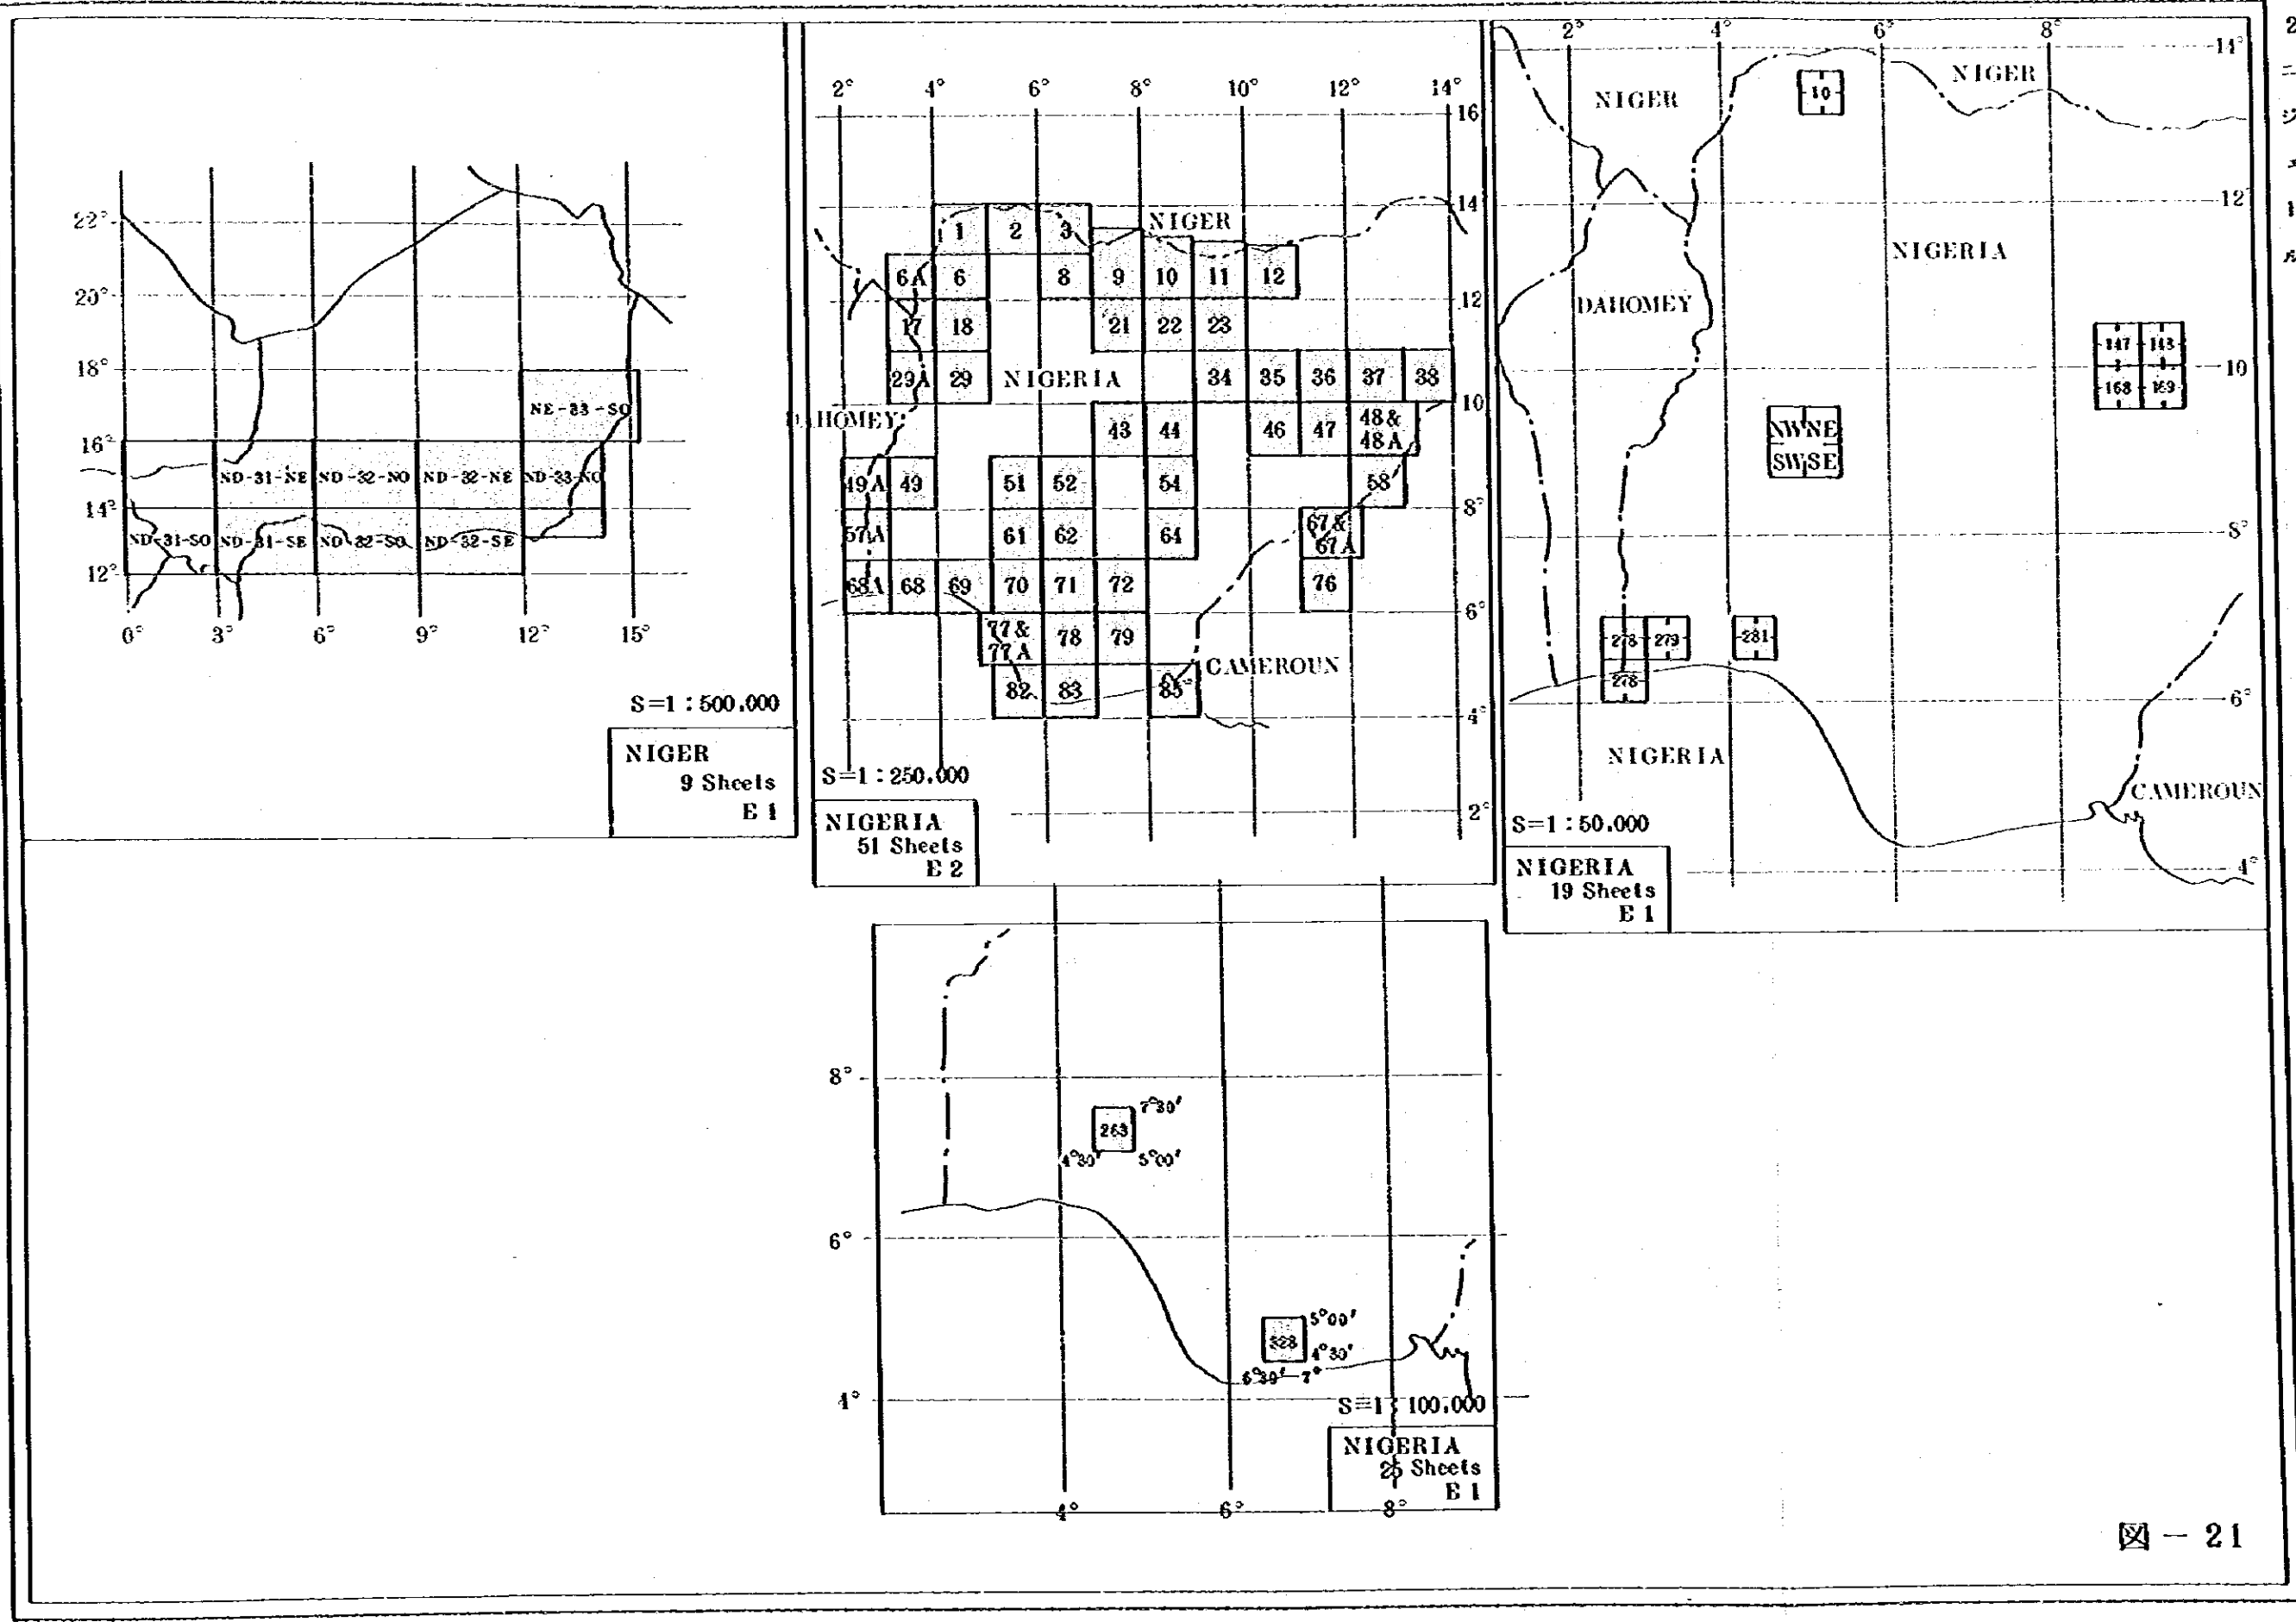 22°
20°
18°
16°
14°
12°
NE-33-SO
ND-31-NE ND-32-NO ND-32-NE ND-33-NO
ND-31-SO ND-31-SE ND-32-SO ND-32-SE
0° 3° 6° 9° 12° 15°
S=1:500,000
NIGER
9 Sheets
E 1
2° 4° 6° 8° 10° 12° 14°
16°
14°
12°
10°
8°
6°
4°
2°
NIGER
1 2 3
6A 6 8 9 10 11 12
17 18 21 22 23
29A 29 NIGERIA 34 35 36 37 38
DAHOMEY
43 44 46 47 48 &
48A
49A 49 51 52 54 58
57A 61 62 64 67 &
67A
68A 68 69 70 71 72 76
77 &
77A
78 79
CAMEROUN
82 83 85
S=1:250,000
NIGERIA
51 Sheets
E 2
2° 4° 6° 8°
14°
12°
10
8°
6°
4°
NIGER
NIGER
10
NIGERIA
DAHOMEY
147
168 169
NW NE
SW SE
278 279 281
278
NIGERIA
CAMEROUN
S=1:50,000
NIGERIA
19 Sheets
E 1
8°
6°
4°
7°30′
263
4°30′ 5°00′
5°00′
328
4°30′
6°30′ 7°
S=1:100,000
NIGERIA
Sheets
E 1
4° 6° 8°
図－21